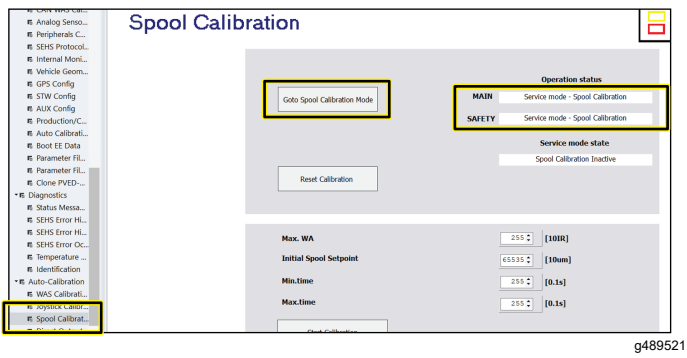 Spool Calibration
CAN WAS Cal...
Analog Senso...
Peripherals C...
SEHS Protocol...
Internal Moni...
Vehicle Geom...
GPS Config
STW Config
AUX Config
Production/C...
Auto Calibrati...
Boot EE Data
Parameter Fil...
Parameter Fil...
Clone PVED-...
Diagnostics
Status Messa...
SEHS Error Hi...
SEHS Error Hi...
SEHS Error Oc...
Temperature ...
Identification
Auto-Calibration
WAS Calibrati...
Joystick Calibr...
Spool Calibrat...
Goto Spool Calibration Mode
Operation status
MAIN Service mode - Spool Calibration
SAFETY Service mode - Spool Calibration
Service mode state
Spool Calibration Inactive
Reset Calibration
Max. WA 255 [10IR]
Initial Spool Setpoint 65535 [10um]
Min.time 255 [0.1s]
Max.time 255 [0.1s]
Start Calibration
g489521